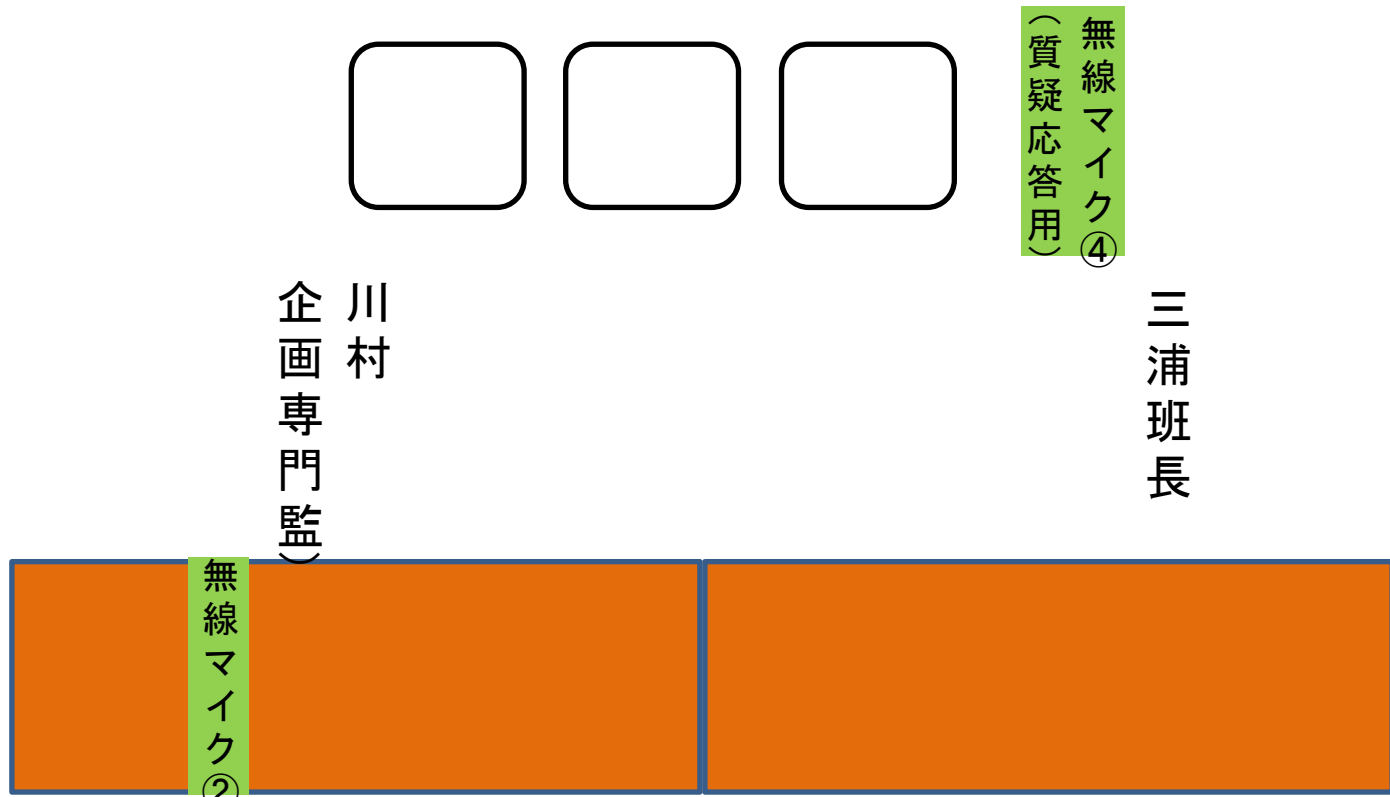 無線マイク④
（質疑応答用）
三浦班長
川村
企画専門監）
無線マイク②